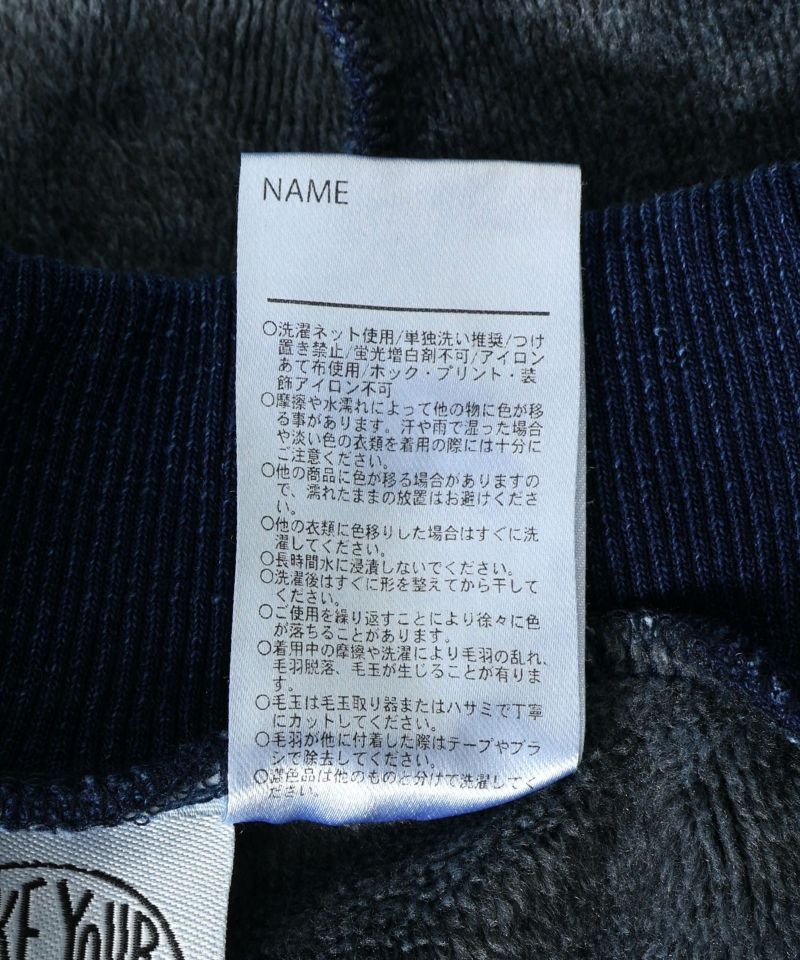 NAME
○洗濯ネット使用/単独洗い堆奨/つけ
置き禁止/蛍光増白剤不可/アイロン
あて布使用/ホック・プリント・装
飾アイロン不可
○摩擦や水濡れによって他の物に色が移
る事があります。汗や雨で湿った場合
や淡い色の衣類を着用の際には十分に
ご注意ください。
○他の商品に色が移る場合がありますの
で、濡れたままの放置はお避けくださ
い。
○他の衣類に色移りした場合はすぐに洗
濯してください。
○長時間水に浸漬しないでください。
○洗濯後はすぐに形を整えてから干して
ください。
○ご使用を繰り返すことにより徐々に色
が落ちることがあります。
○着用中の摩擦や洗濯により毛羽の乱れ、
毛羽脱落、毛玉が生じることが有りま
す。
○毛玉は毛玉取り器またはハサミで丁寧
にカットしてください。
○毛羽が他に付着した際はテープやブラ
シで除去してください。
○濃色品は他のものと分けて洗濯してく
ださい。
KE YOUR